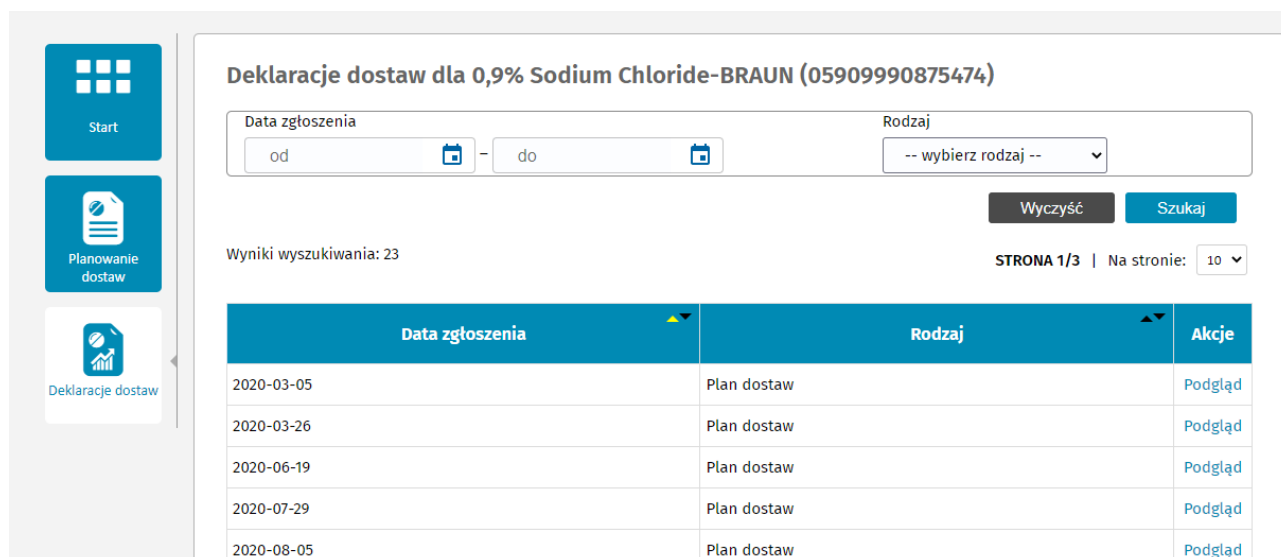 Start
Planowanie
dostaw
Deklaracje dostaw
Deklaracje dostaw dla 0,9% Sodium Chloride-BRAUN (05909990875474)
Data zgłoszenia Rodzaj
od – do -- wybierz rodzaj --
Wyczyść Szukaj
Wyniki wyszukiwania: 23 STRONA 1/3 | Na stronie: 10
Data zgłoszenia Rodzaj Akcje
2020-03-05 Plan dostaw Podgląd
2020-03-26 Plan dostaw Podgląd
2020-06-19 Plan dostaw Podgląd
2020-07-29 Plan dostaw Podgląd
2020-08-05 Plan dostaw Podgląd